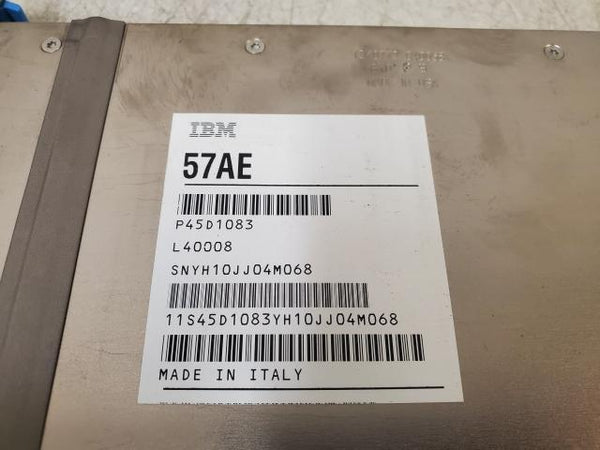 IBM
57AE
P45D1083
L40008
SNYH10JJ04M068
11S45D1083YH10JJ04M068
MADE IN ITALY